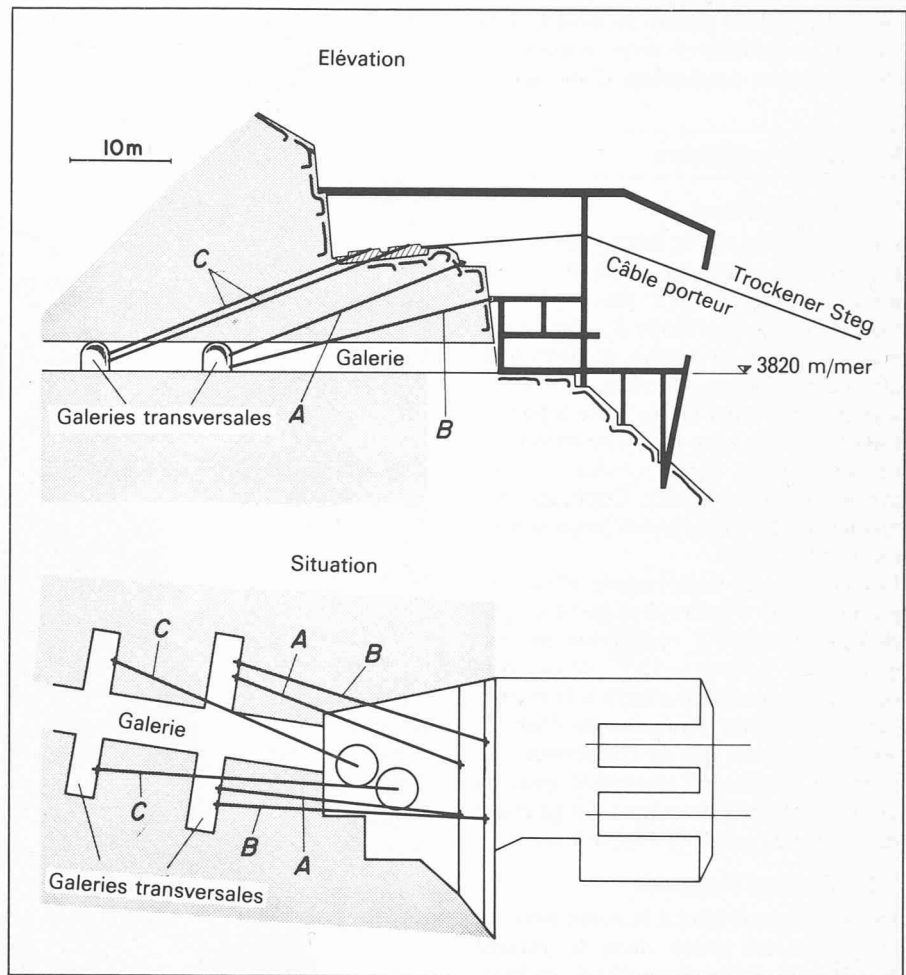 Elévation
10m
C
Câble porteur
Trockener Steg
Galerie
3820 m/mer
Galeries transversales
A
B
Situation
C
A
B
Galerie
C
B
A
Galeries transversales